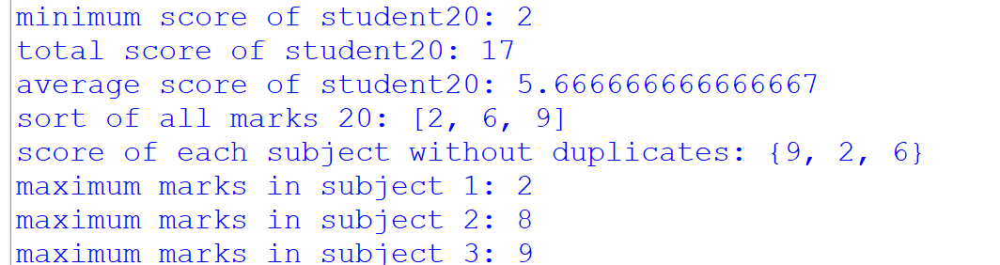 minimum score of student20: 2
total score of student20: 17
average score of student20: 5.666666666666667
sort of all marks 20: [2, 6, 9]
score of each subject without duplicates: {9, 2, 6}
maximum marks in subject 1: 2
maximum marks in subject 2: 8
maximum marks in subject 3: 9